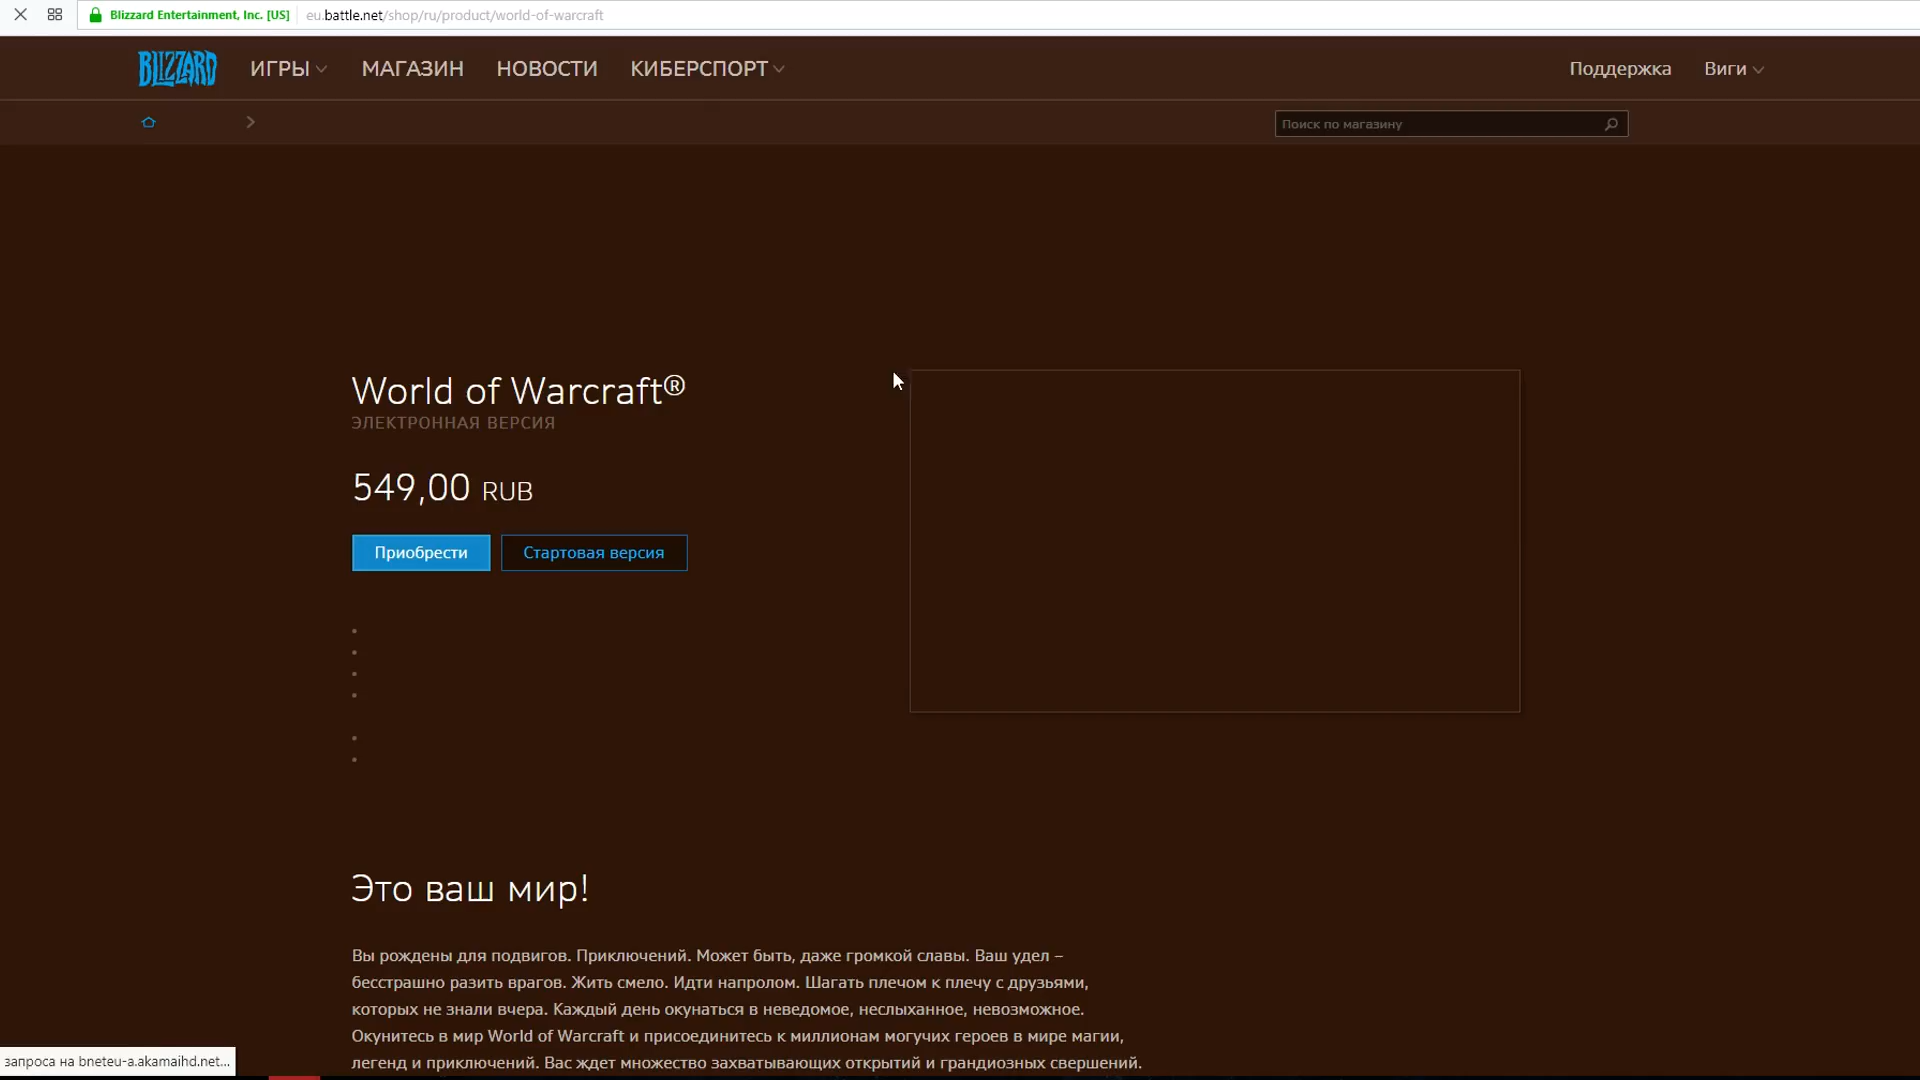 Blizzard Entertainment, Inc. [US] eu.battle.net/shop/ru/product/world-of-warcraft
BLIZZARD ИГРЫ МАГАЗИН НОВОСТИ КИБЕРСПОРТ Поддержка Виги
Поиск по магазину
World of Warcraft®
ЭЛЕКТРОННАЯ ВЕРСИЯ
549,00 RUB
Приобрести Стартовая версия
Это ваш мир!
Вы рождены для подвигов. Приключений. Может быть, даже громкой славы. Ваш удел –
бесстрашно разить врагов. Жить смело. Идти напролом. Шагать плечом к плечу с друзьями,
которых не знали вчера. Каждый день окунаться в неведомое, неслыханное, невозможное.
Окунитесь в мир World of Warcraft и присоединитесь к миллионам могучих героев в мире магии,
легенд и приключений. Вас ждет множество захватывающих открытий и грандиозных свершений.
запроса на bneteu-a.akamaihd.net...